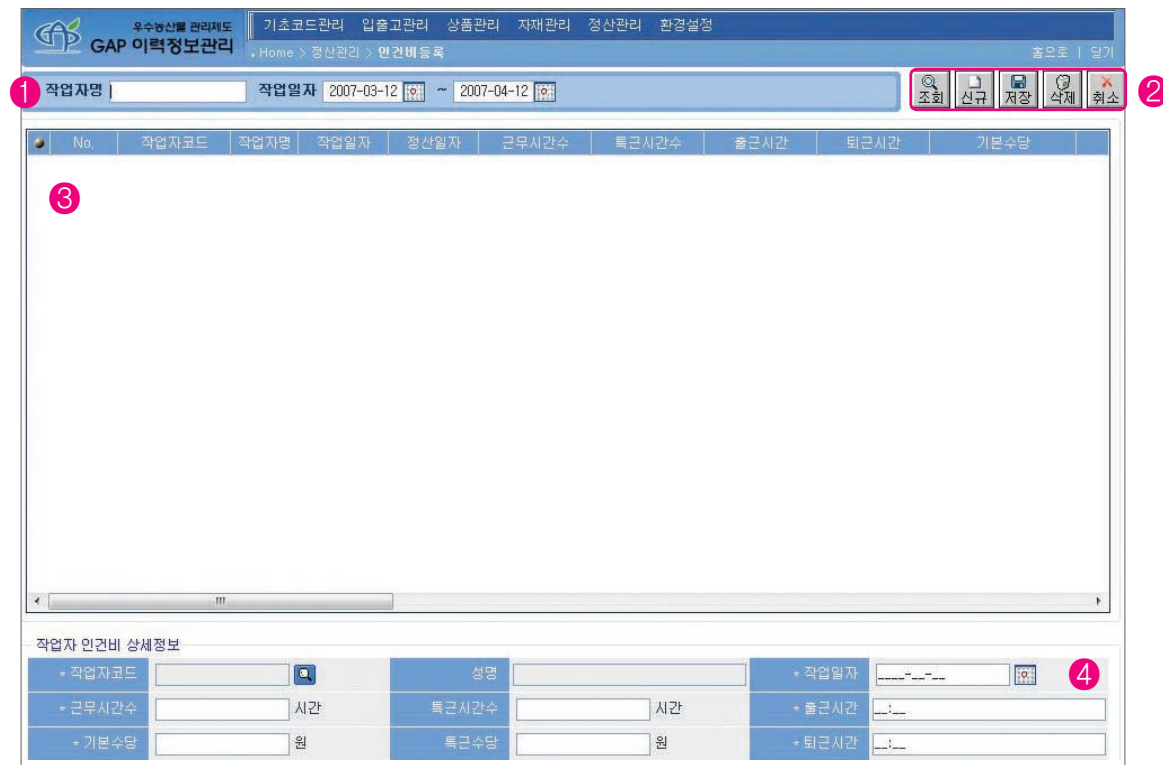 우수농산물 관리제도
GAP 이력정보관리
기초코드관리 입출고관리 상품관리 자재관리 정산관리 환경설정
Home > 정산관리 > 인건비등록
홈으로 | 닫기
1 작업자명 작업일자 2007-03-12 ~ 2007-04-12 조회 신규 저장 삭제 취소 2
No. 작업자코드 작업자명 작업일자 정산일자 근무시간수 특근시간수 출근시간 퇴근시간 기본수당
3
작업자 인건비 상세정보
* 작업자코드 성명 * 작업일자 ____-__-__ 4
* 근무시간수 시간 특근시간수 시간 * 출근시간 __:__
* 기본수당 원 특근수당 원 * 퇴근시간 __:__